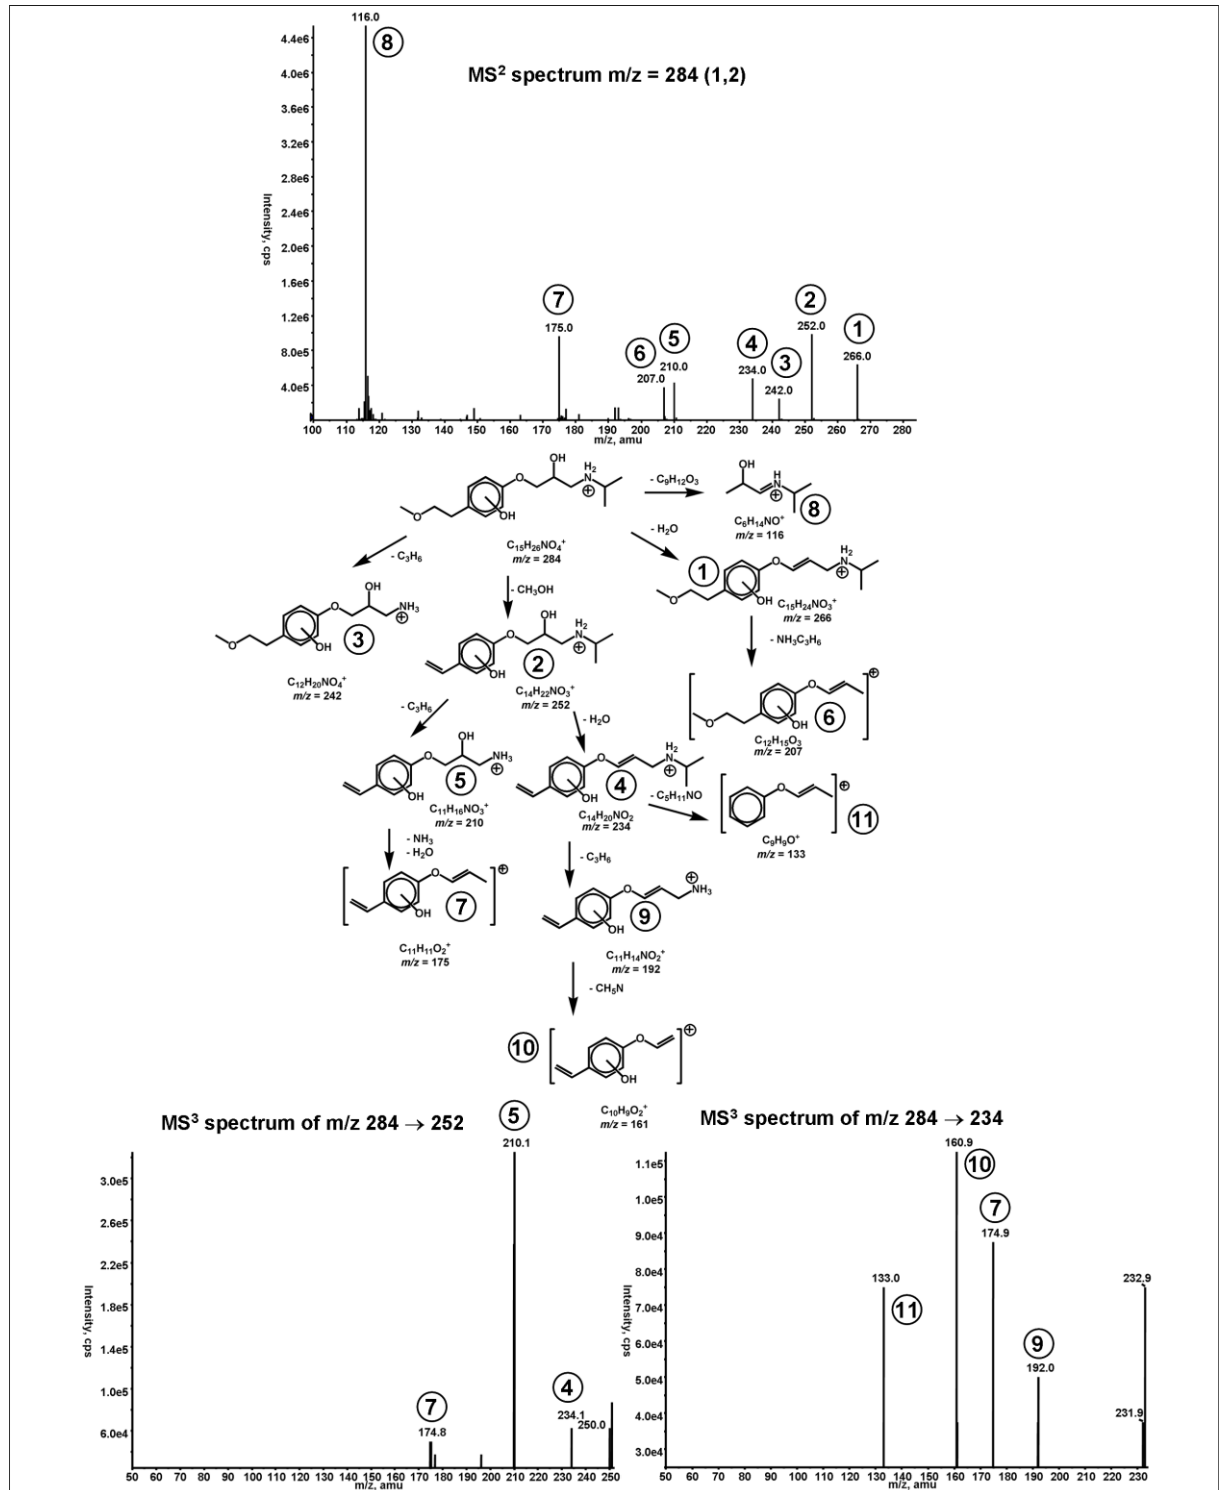 116.0
8
MS2 spectrum m/z = 284 (1,2)
4.4e6
4.0e6
3.6e6
3.2e6
2.8e6
2.4e6
2.0e6
1.6e6
1.2e6
8.0e5
4.0e5
Intensity, cps
7
175.0
6
207.0
5
210.0
4
234.0
3
242.0
2
252.0
1
266.0
100 110 120 130 140 150 160 170 180 190 200 210 220 230 240 250 260 270 280
m/z, amu
OH
O
H2
N
⊕
O
OH
C15H26NO4+
m/z = 284
- C9H12O3
OH
H
N
⊕
8
C6H14NO+
m/z = 116
- H2O
1
O
H2
N
⊕
O
OH
C15H24NO3+
m/z = 266
- C3H6
OH
O
NH3
⊕
O
OH
3
C12H20NO4+
m/z = 242
- CH3OH
OH
O
H2
N
⊕
OH
2
C14H22NO3+
m/z = 252
- NH3C3H6
O
⊕
O
OH
6
C12H15O3
m/z = 207
- C3H6
OH
O
NH3
⊕
OH
5
C11H16NO3+
m/z = 210
- H2O
O
H2
N
⊕
OH
4
C14H20NO2
m/z = 234
- C5H11NO
O
⊕
11
C9H9O+
m/z = 133
- NH3
- H2O
O
⊕
OH
7
C11H11O2+
m/z = 175
- C3H6
O
⊕
NH3
OH
9
C11H14NO2+
m/z = 192
- CH5N
10
O
⊕
OH
C10H9O2+
m/z = 161
MS3 spectrum of m/z 284 → 252
5
210.1
3.0e5
2.6e5
2.2e5
1.8e5
1.4e5
1.0e5
6.0e4
Intensity, cps
7
174.8
4
234.1
250.0
50 60 70 80 90 100 110 120 130 140 150 160 170 180 190 200 210 220 230 240 250
m/z, amu
MS3 spectrum of m/z 284 → 234
160.9
10
7
174.9
133.0
11
9
192.0
232.9
231.9
1.1e5
1.0e5
9.0e4
8.0e4
7.0e4
6.0e4
5.0e4
4.0e4
3.0e4
Intensity, cps
50 60 70 80 90 100 110 120 130 140 150 160 170 180 190 200 210 220 230
m/z, amu